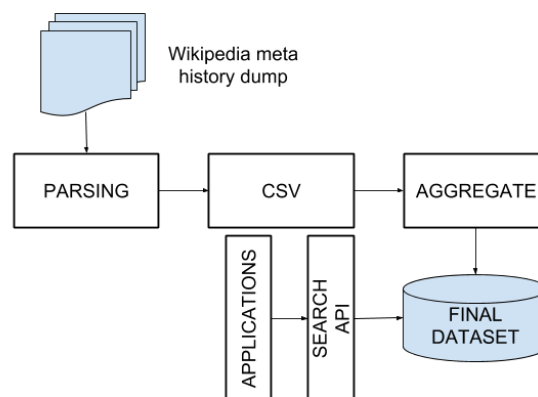 Wikipedia meta
history dump
PARSING
CSV
AGGREGATE
APPLICATIONS
SEARCH
API
FINAL
DATASET